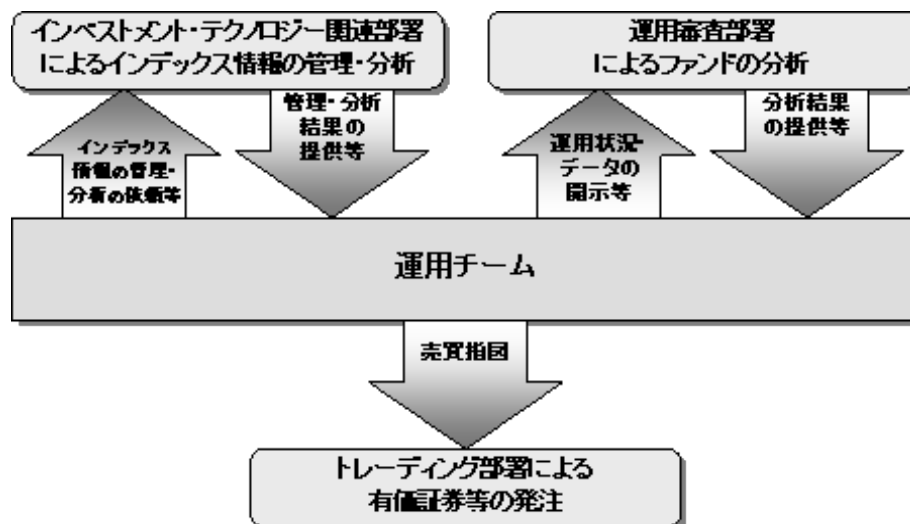 インベストメント・テクノロジー関連部署
によるインデックス情報の管理・分析
運用審査部署
によるファンドの分析
インデックス
情報の管理・
分析の依頼等
管理・分析
結果の
提供等
運用状況・
データの
開示等
分析結果
の提供等
運用チーム
売買指図
トレーディング部署による
有価証券等の発注